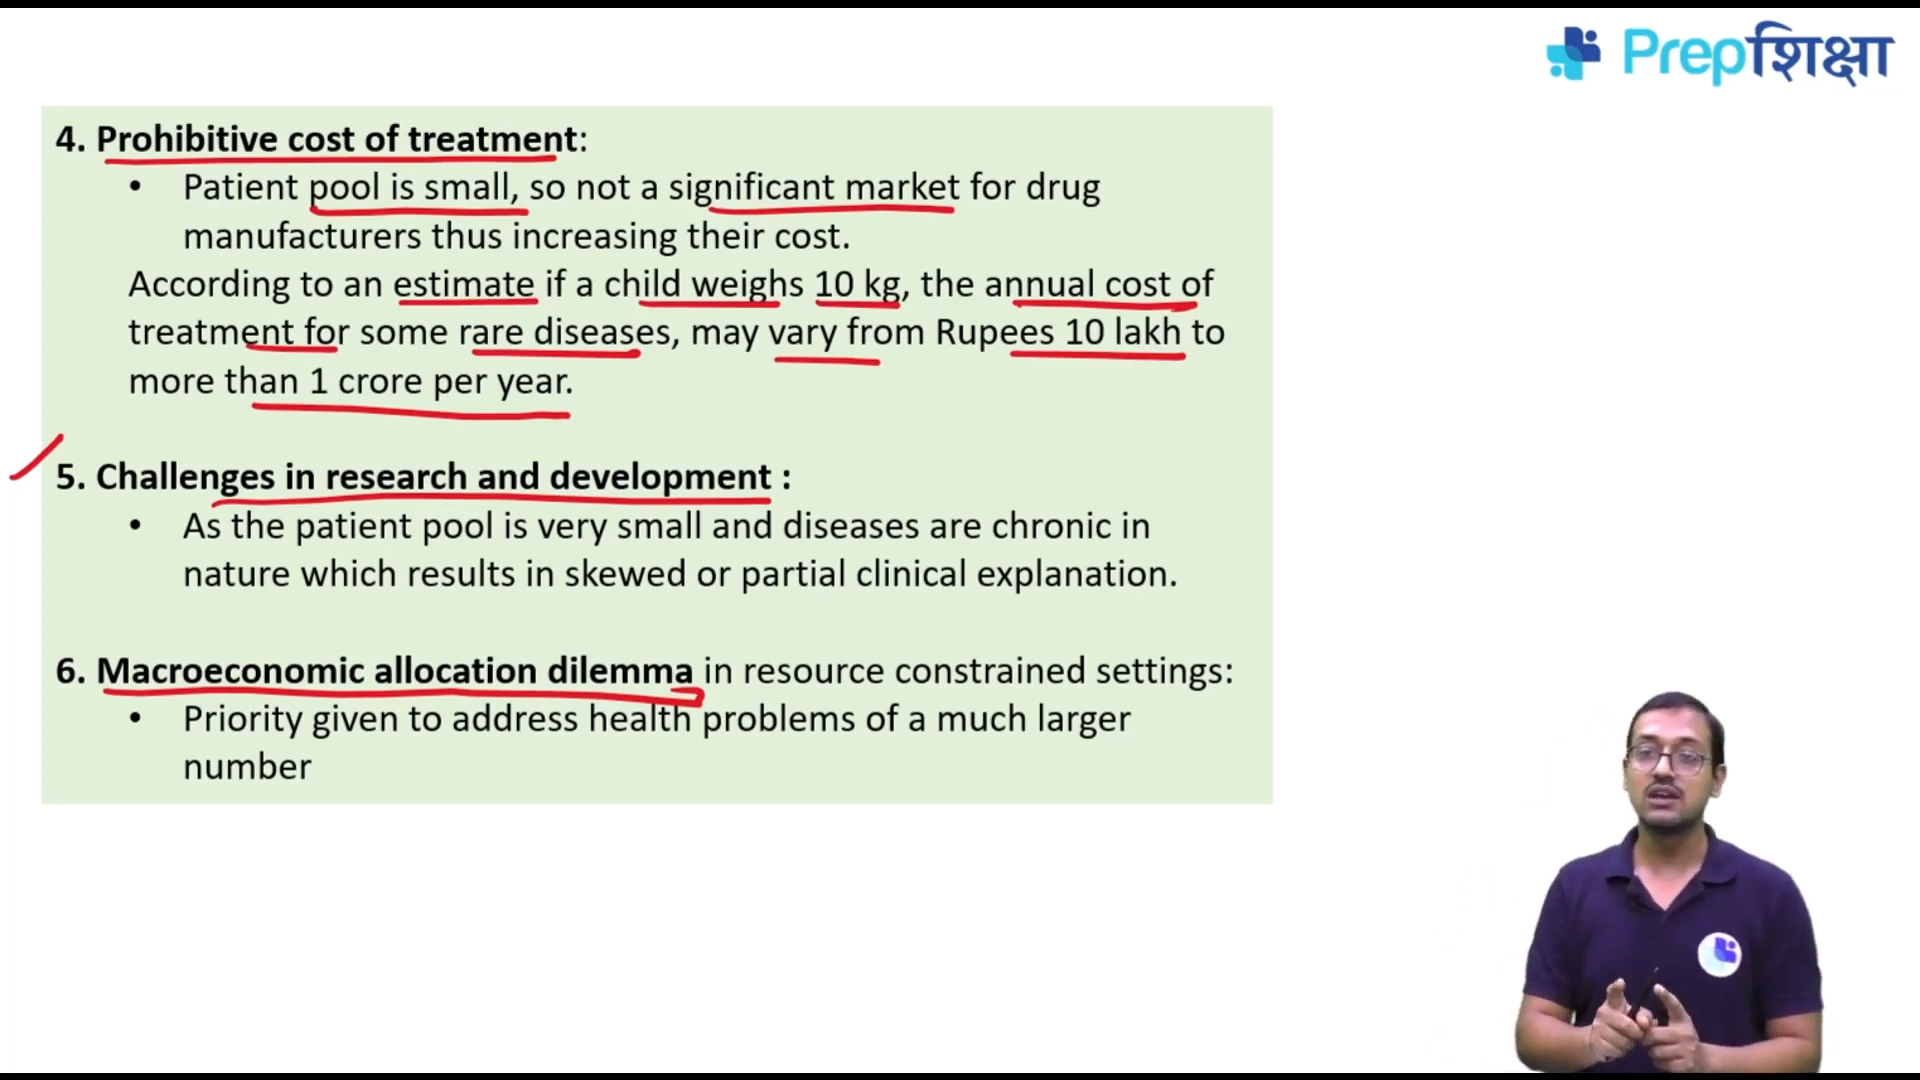 Prepशिक्षा
4. Prohibitive cost of treatment:
• Patient pool is small, so not a significant market for drug
manufacturers thus increasing their cost.
According to an estimate if a child weighs 10 kg, the annual cost of
treatment for some rare diseases, may vary from Rupees 10 lakh to
more than 1 crore per year.
5. Challenges in research and development :
• As the patient pool is very small and diseases are chronic in
nature which results in skewed or partial clinical explanation.
6. Macroeconomic allocation dilemma in resource constrained settings:
• Priority given to address health problems of a much larger
number